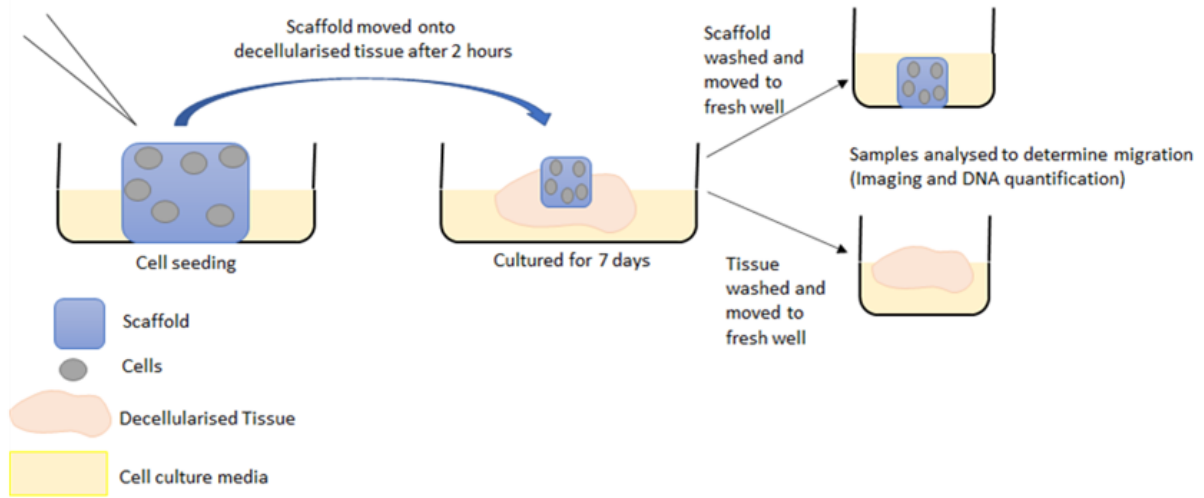 Scaffold moved onto
decellularised tissue after 2 hours
Scaffold
washed and
moved to
fresh well
Samples analysed to determine migration
(Imaging and DNA quantification)
Cell seeding
Cultured for 7 days
Tissue
washed and
moved to
fresh well
Scaffold
Cells
Decellularised Tissue
Cell culture media